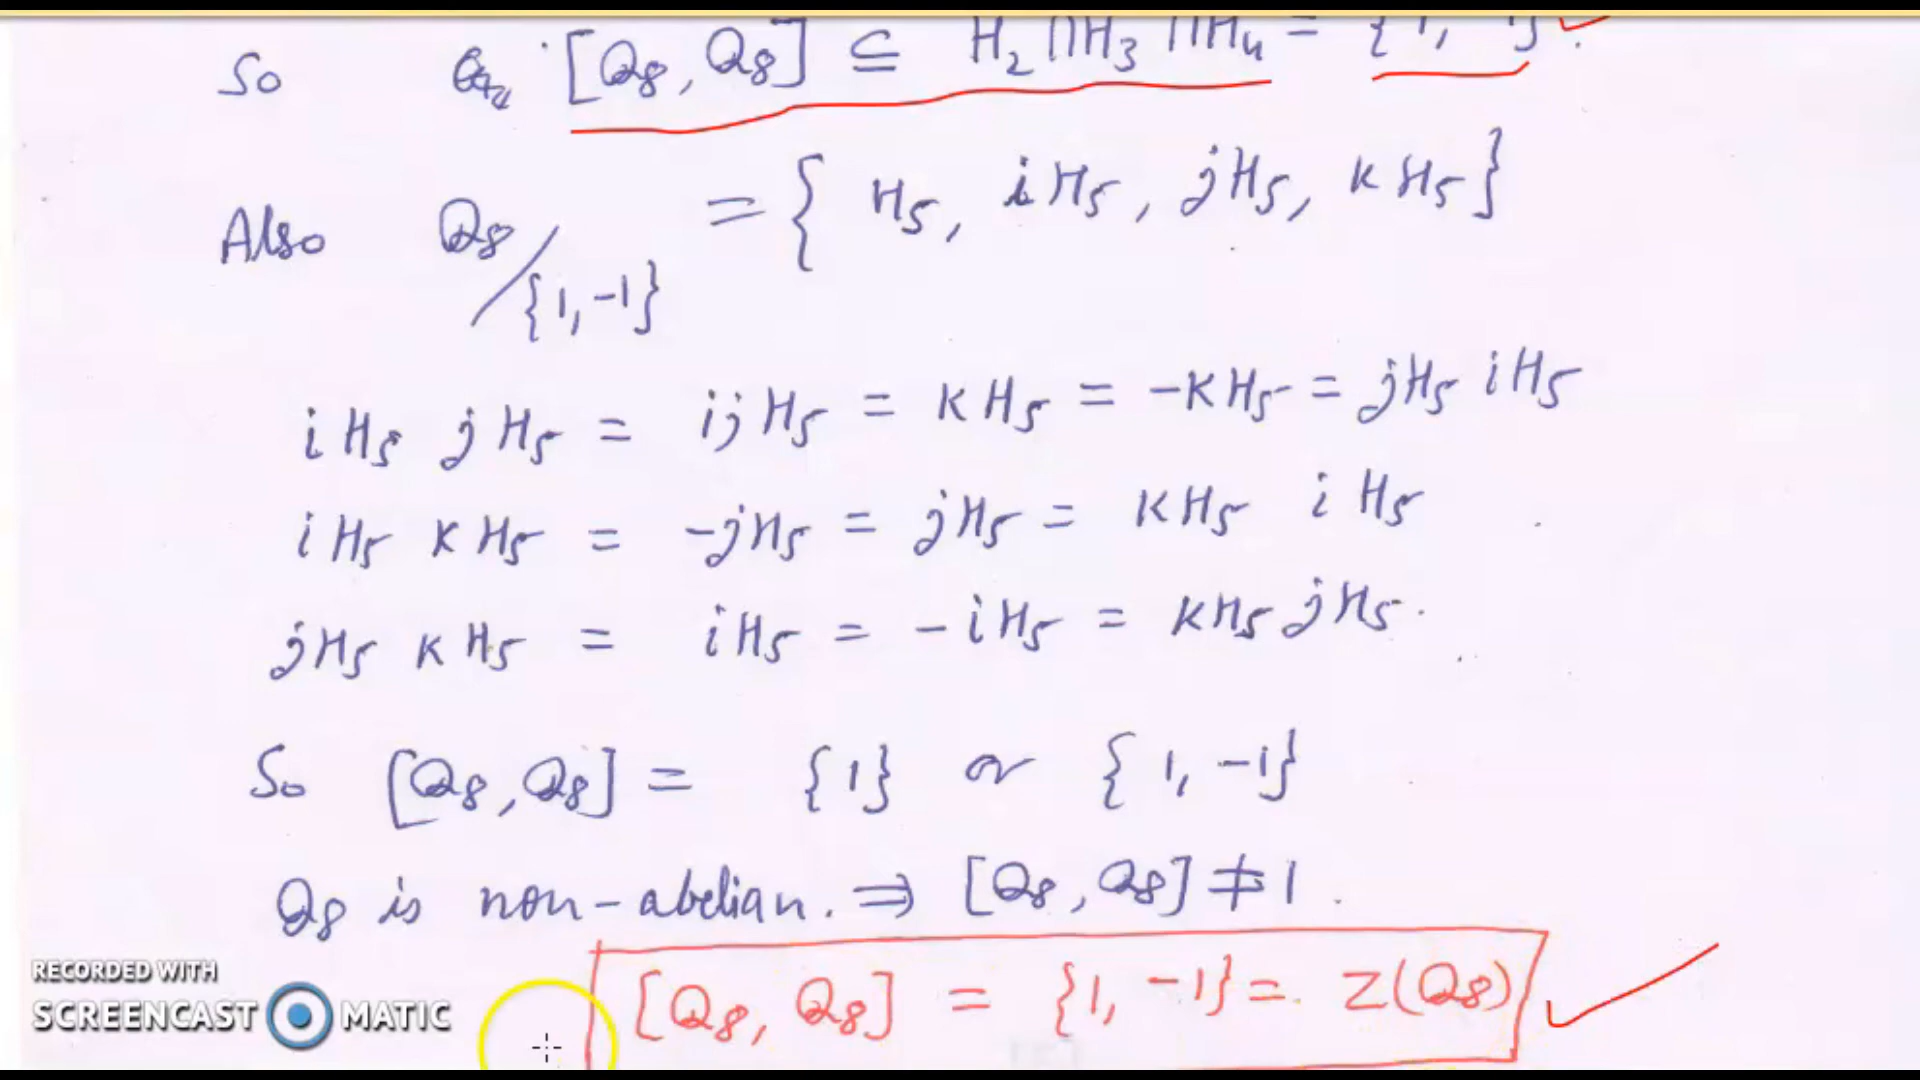 So [Q8, Q8] ⊆ H2 ∩ H3 ∩ H4 = {1, -1}.
Also Q8/{1,-1} = { H5, iH5, jH5, kH5}
iH5 jH5 = ijH5 = kH5 = -kH5 = jH5 iH5
iH5 kH5 = -jH5 = jH5 = kH5 iH5
jH5 kH5 = iH5 = -iH5 = kH5 jH5.
So [Q8, Q8] = {1} or {1, -1}
Q8 is non-abelian. ⇒ [Q8, Q8] ≠ 1.
[Q8, Q8] = {1, -1} = Z(Q8)
RECORDED WITH
SCREENCAST MATIC